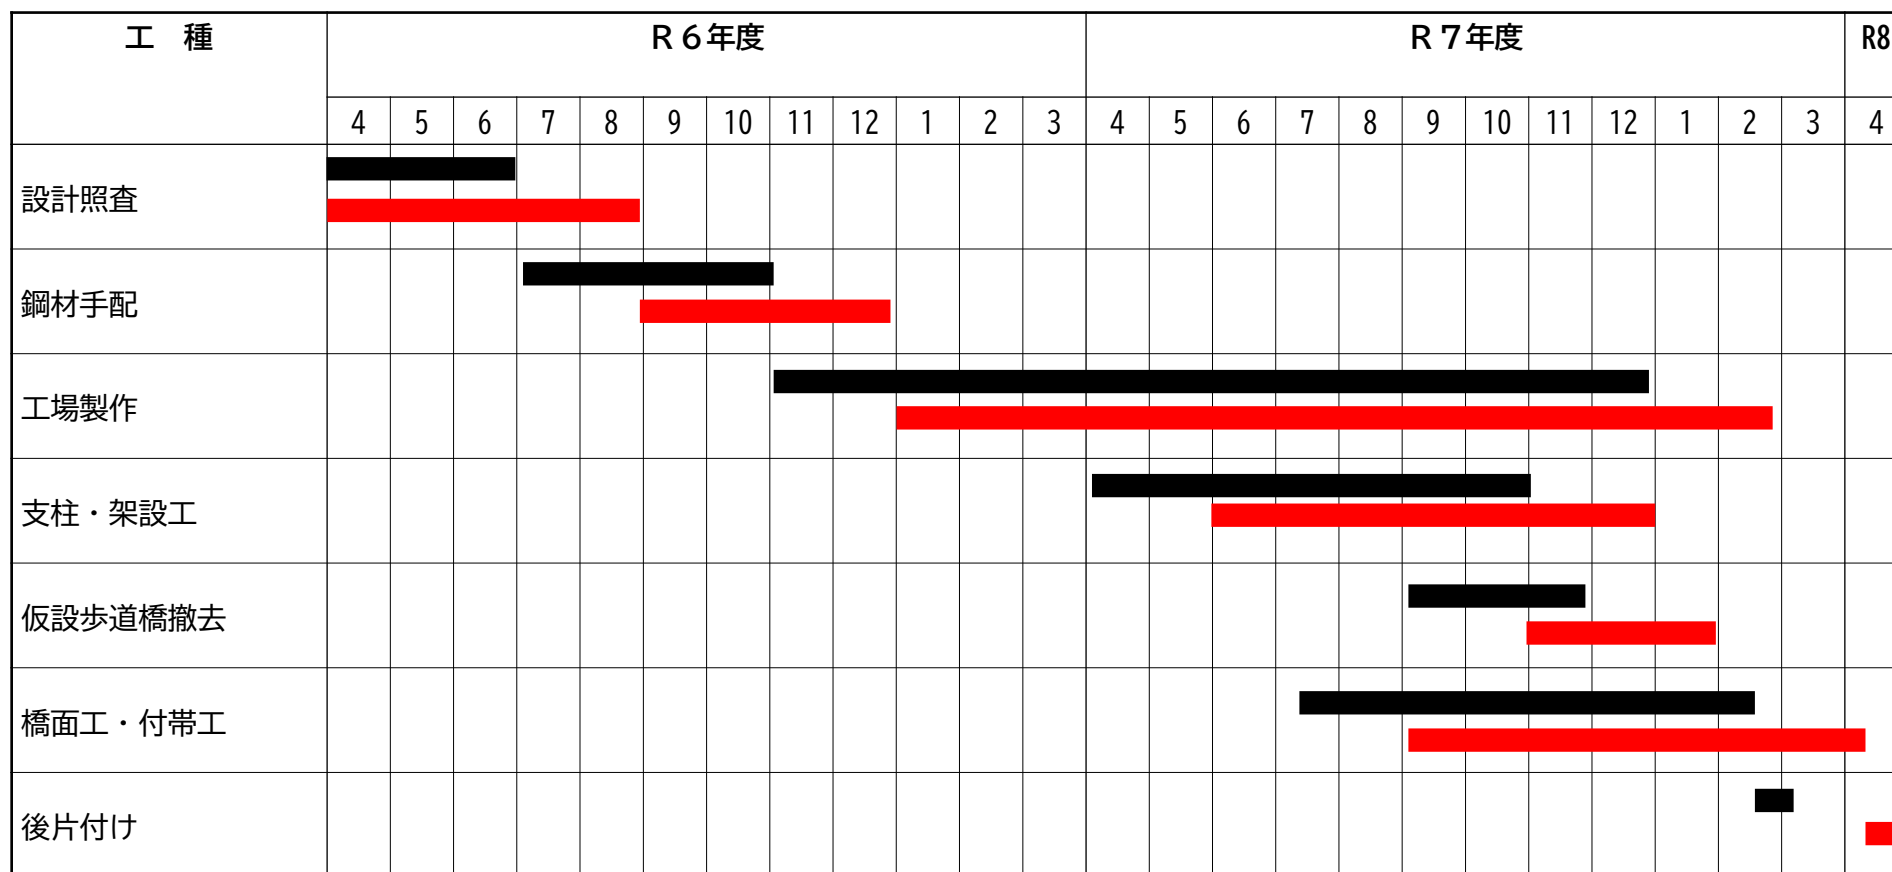 工　種 Ｒ６年度 Ｒ７年度 R8
4 5 6 7 8 9 10 11 12 1 2 3 4 5 6 7 8 9 10 11 12 1 2 3 4
設計照査
鋼材手配
工場製作
支柱・架設工
仮設歩道橋撤去
橋面工・付帯工
後片付け